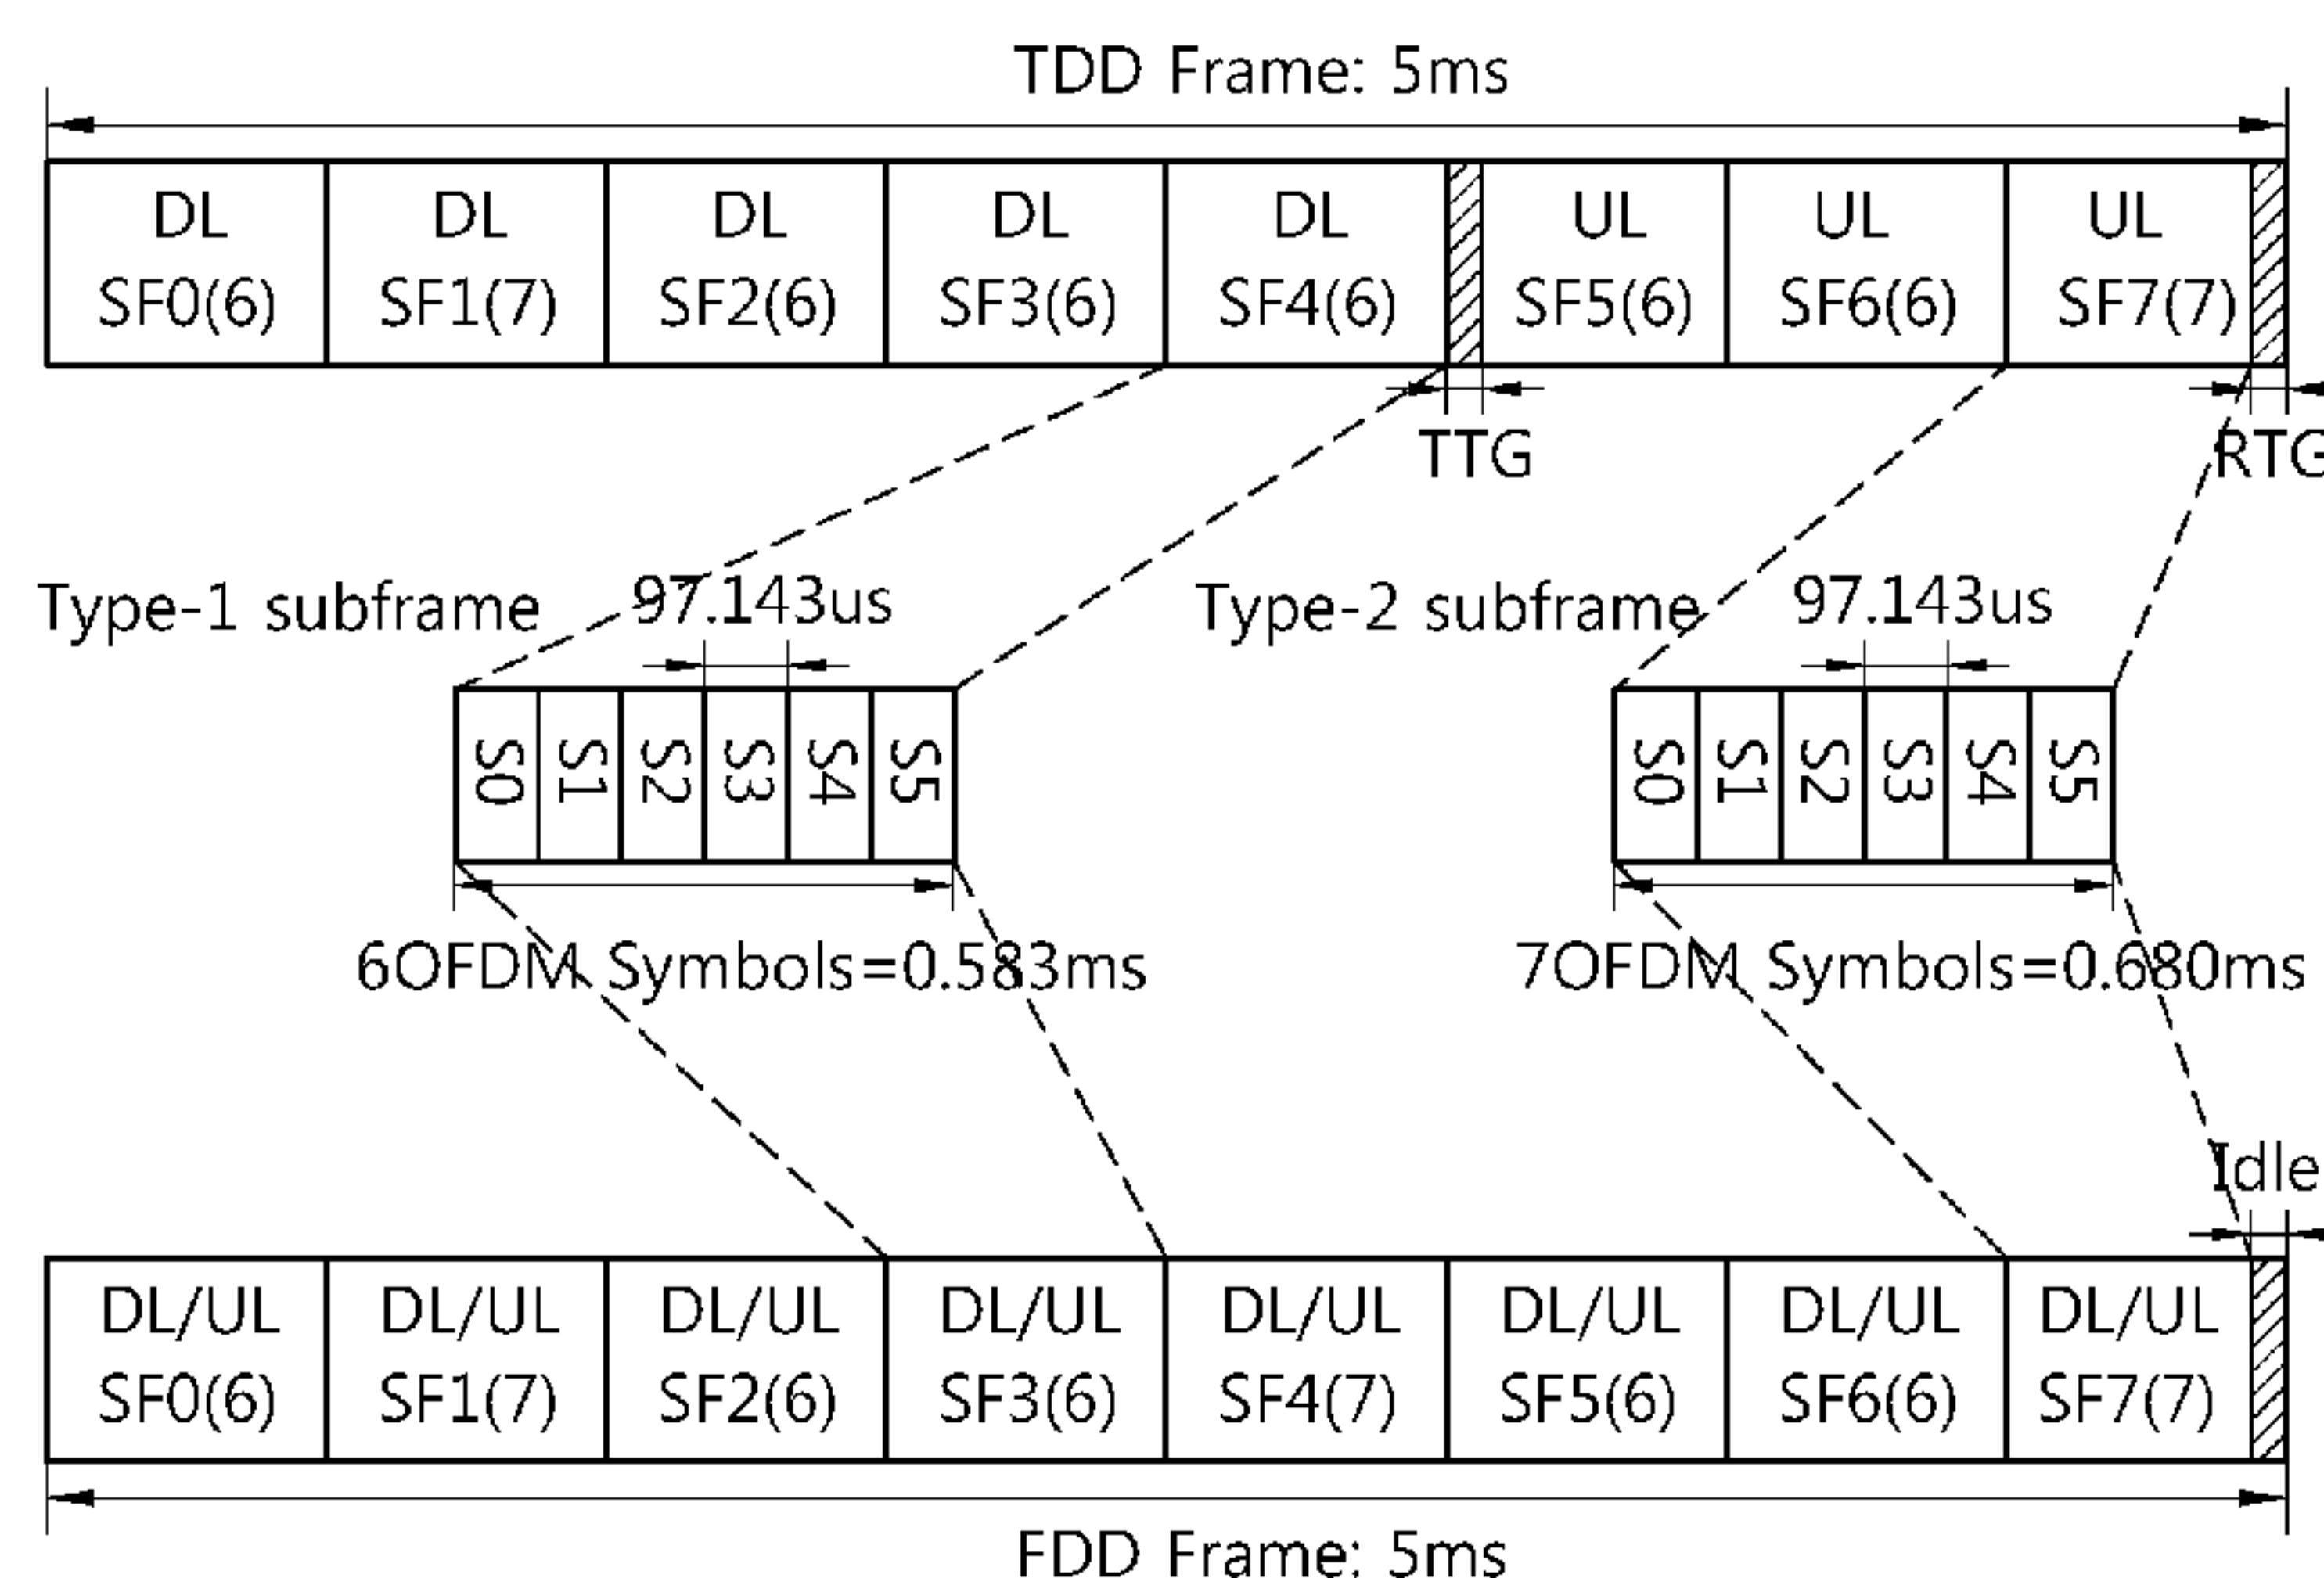 TDD Frame: 5ms
DL DL DL DL DL UL UL UL
SF0(6) SF1(7) SF2(6) SF3(6) SF4(6) SF5(6) SF6(6) SF7(7)
TTG RTG
Type-1 subframe 97.143us Type-2 subframe 97.143us
S0 S1 S2 S3 S4 S5 S0 S1 S2 S3 S4 S5
6OFDM Symbols=0.583ms 7OFDM Symbols=0.680ms
Idle
DL/UL DL/UL DL/UL DL/UL DL/UL DL/UL DL/UL DL/UL
SF0(6) SF1(7) SF2(6) SF3(6) SF4(7) SF5(6) SF6(6) SF7(7)
FDD Frame: 5ms